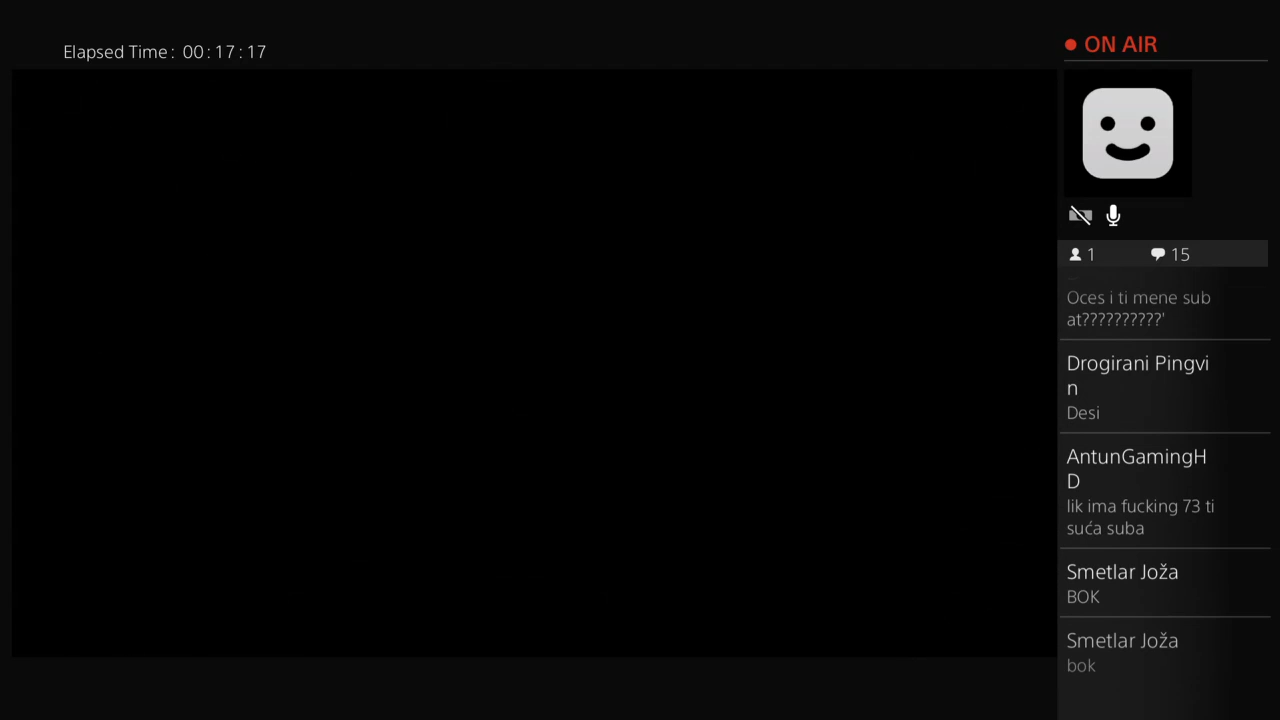 Elapsed Time: 00:17:17
ON AIR
1 15
Oces i ti mene sub
at??????????'
Drogirani Pingvi
n
Desi
AntunGamingH
D
lik ima fucking 73 ti
suća suba
Smetlar Joža
BOK
Smetlar Joža
bok